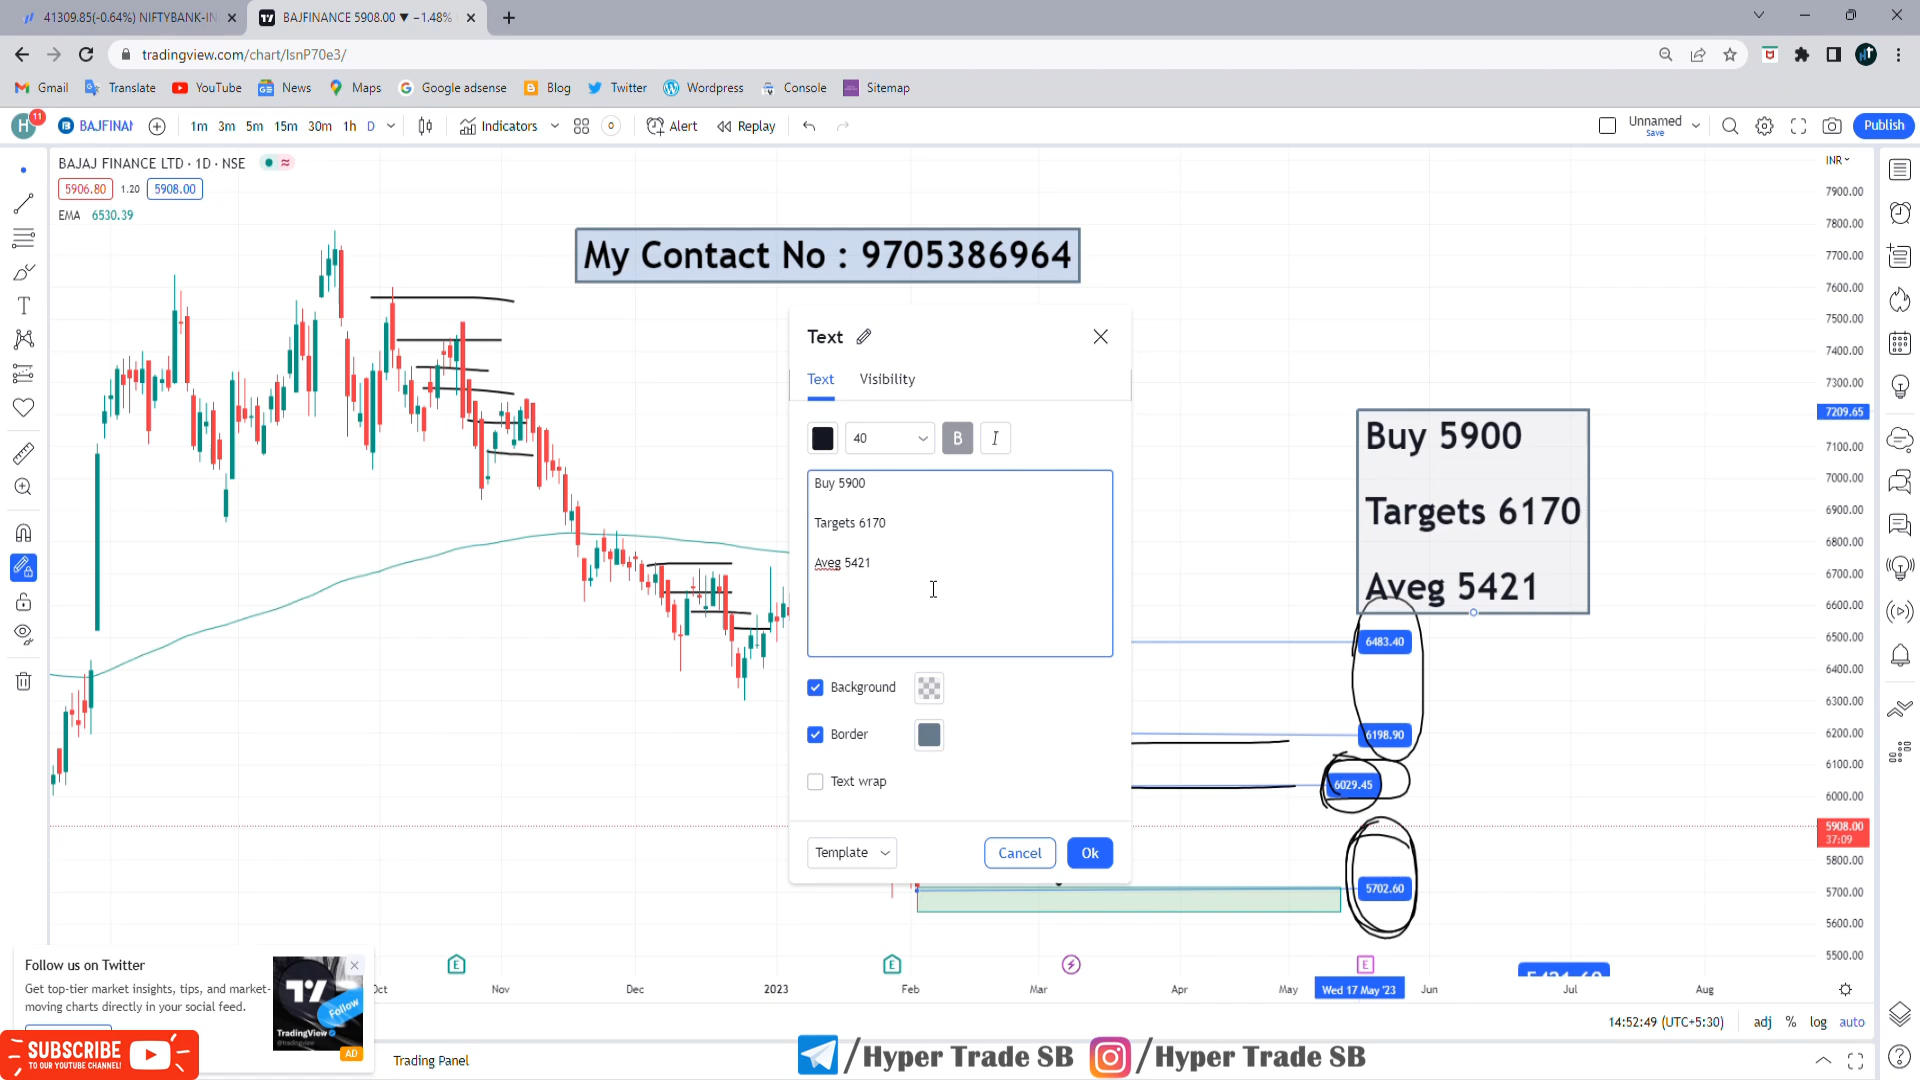 41309.85(-0.64%) NIFTYBANK-IN
BAJFINANCE 5908.00 ▼ −1.48%
tradingview.com/chart/lsnP70e3/
Gmail
Translate
YouTube
News
Maps
Google adsense
Blog
Twitter
Wordpress
Console
Sitemap
H
11
BAJFINAN
1m 3m 5m 15m 30m 1h D
Indicators
Alert
Replay
Unnamed
Save
Publish
BAJAJ FINANCE LTD · 1D · NSE
5906.80 1.20 5908.00
EMA 6530.39
INR
7900.00
7800.00
7700.00
7600.00
7500.00
7400.00
7300.00
7209.65
7100.00
7000.00
6900.00
6800.00
6700.00
6600.00
6500.00
6400.00
6300.00
6200.00
6100.00
6000.00
5908.00
37:09
5800.00
5700.00
5600.00
5500.00
My Contact No : 9705386964
Text
Text Visibility
40 B I
Buy 5900
Targets 6170
Aveg 5421
Background
Border
Text wrap
Template
Cancel
Ok
Buy 5900
Targets 6170
Aveg 5421
6483.40
6198.90
6029.45
5702.60
E
E
E
Oct
Nov
Dec
2023
Feb
Mar
Apr
May
Wed 17 May '23
Jun
Jul
Aug
Follow us on Twitter
Get top-tier market insights, tips, and market-
moving charts directly in your social feed.
Follow
TradingView
@tradingview
AD
14:52:49 (UTC+5:30) adj % log auto
SUBSCRIBE
TO OUR YOUTUBE CHANNEL!
Trading Panel
/Hyper Trade SB
/Hyper Trade SB